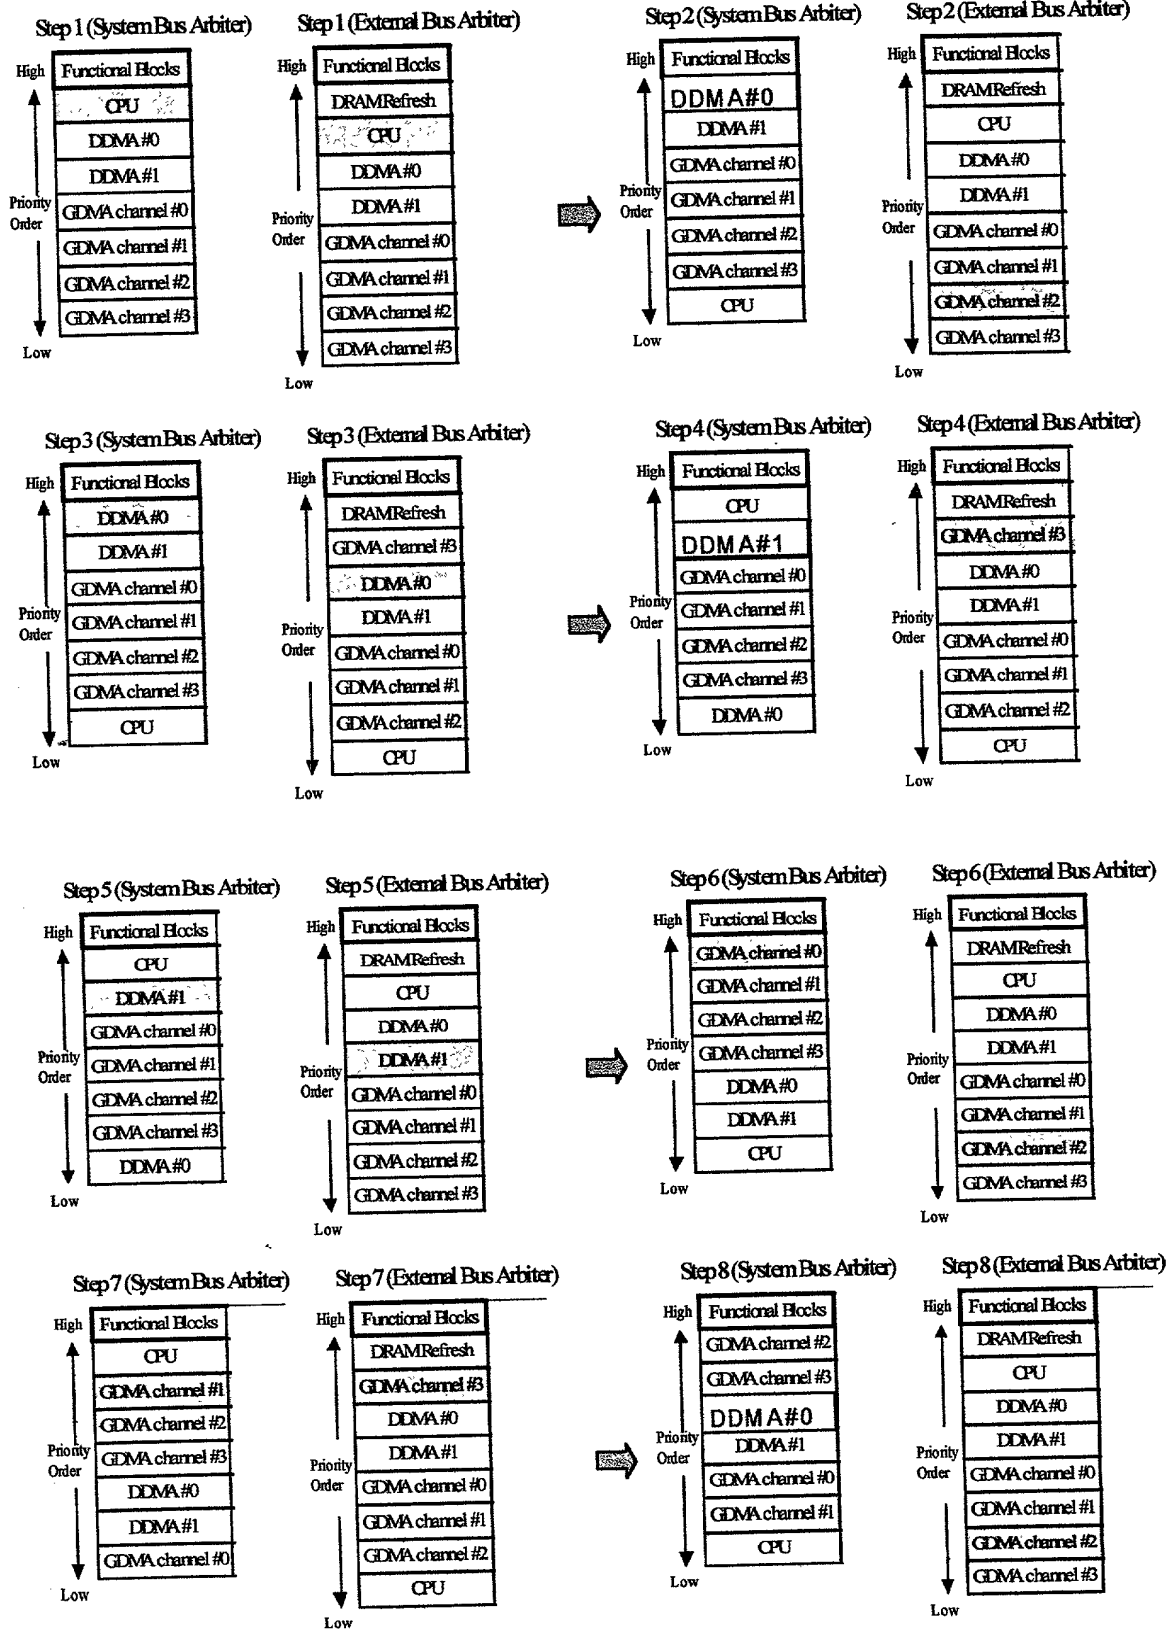 Step 1 (System Bus Arbiter)
High
Functional Blocks
CPU
DDMA #0
DDMA #1
Priority
Order
GDMA channel #0
GDMA channel #1
GDMA channel #2
GDMA channel #3
Low
Step 1 (External Bus Arbiter)
High
Functional Blocks
DRAM Refresh
CPU
DDMA #0
DDMA #1
Priority
Order
GDMA channel #0
GDMA channel #1
GDMA channel #2
GDMA channel #3
Low
Step 2 (System Bus Arbiter)
High
Functional Blocks
DDMA#0
DDMA #1
GDMA channel #0
Priority
Order
GDMA channel #1
GDMA channel #2
GDMA channel #3
CPU
Low
Step 2 (External Bus Arbiter)
High
Functional Blocks
DRAM Refresh
CPU
DDMA #0
DDMA #1
Priority
Order
GDMA channel #0
GDMA channel #1
GDMA channel #2
GDMA channel #3
Low
Step 3 (System Bus Arbiter)
High
Functional Blocks
DDMA #0
DDMA #1
GDMA channel #0
Priority
Order
GDMA channel #1
GDMA channel #2
GDMA channel #3
CPU
Low
Step 3 (External Bus Arbiter)
High
Functional Blocks
DRAM Refresh
GDMA channel #3
DDMA #0
DDMA #1
Priority
Order
GDMA channel #0
GDMA channel #1
GDMA channel #2
CPU
Low
Step 4 (System Bus Arbiter)
High
Functional Blocks
CPU
DDMA#1
GDMA channel #0
Priority
Order
GDMA channel #1
GDMA channel #2
GDMA channel #3
DDMA #0
Low
Step 4 (External Bus Arbiter)
High
Functional Blocks
DRAM Refresh
GDMA channel #3
DDMA #0
DDMA #1
Priority
Order
GDMA channel #0
GDMA channel #1
GDMA channel #2
CPU
Low
Step 5 (System Bus Arbiter)
High
Functional Blocks
CPU
DDMA #1
GDMA channel #0
Priority
Order
GDMA channel #1
GDMA channel #2
GDMA channel #3
DDMA #0
Low
Step 5 (External Bus Arbiter)
High
Functional Blocks
DRAM Refresh
CPU
DDMA #0
DDMA #1
Priority
Order
GDMA channel #0
GDMA channel #1
GDMA channel #2
GDMA channel #3
Low
Step 6 (System Bus Arbiter)
High
Functional Blocks
GDMA channel #0
GDMA channel #1
GDMA channel #2
Priority
Order
GDMA channel #3
DDMA #0
DDMA #1
CPU
Low
Step 6 (External Bus Arbiter)
High
Functional Blocks
DRAM Refresh
CPU
DDMA #0
DDMA #1
Priority
Order
GDMA channel #0
GDMA channel #1
GDMA channel #2
GDMA channel #3
Low
Step 7 (System Bus Arbiter)
High
Functional Blocks
CPU
GDMA channel #1
GDMA channel #2
Priority
Order
GDMA channel #3
DDMA #0
DDMA #1
GDMA channel #0
Low
Step 7 (External Bus Arbiter)
High
Functional Blocks
DRAM Refresh
GDMA channel #3
DDMA #0
DDMA #1
Priority
Order
GDMA channel #0
GDMA channel #1
GDMA channel #2
CPU
Low
Step 8 (System Bus Arbiter)
High
Functional Blocks
GDMA channel #2
GDMA channel #3
DDMA#0
Priority
Order
DDMA #1
GDMA channel #0
GDMA channel #1
CPU
Low
Step 8 (External Bus Arbiter)
High
Functional Blocks
DRAM Refresh
CPU
DDMA #0
DDMA #1
Priority
Order
GDMA channel #0
GDMA channel #1
GDMA channel #2
GDMA channel #3
Low